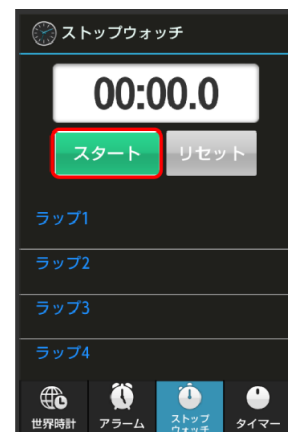 ストップウォッチ
00:00.0
スタート リセット
ラップ1
ラップ2
ラップ3
ラップ4
世界時計 アラーム ストップ
ウォッチ タイマー